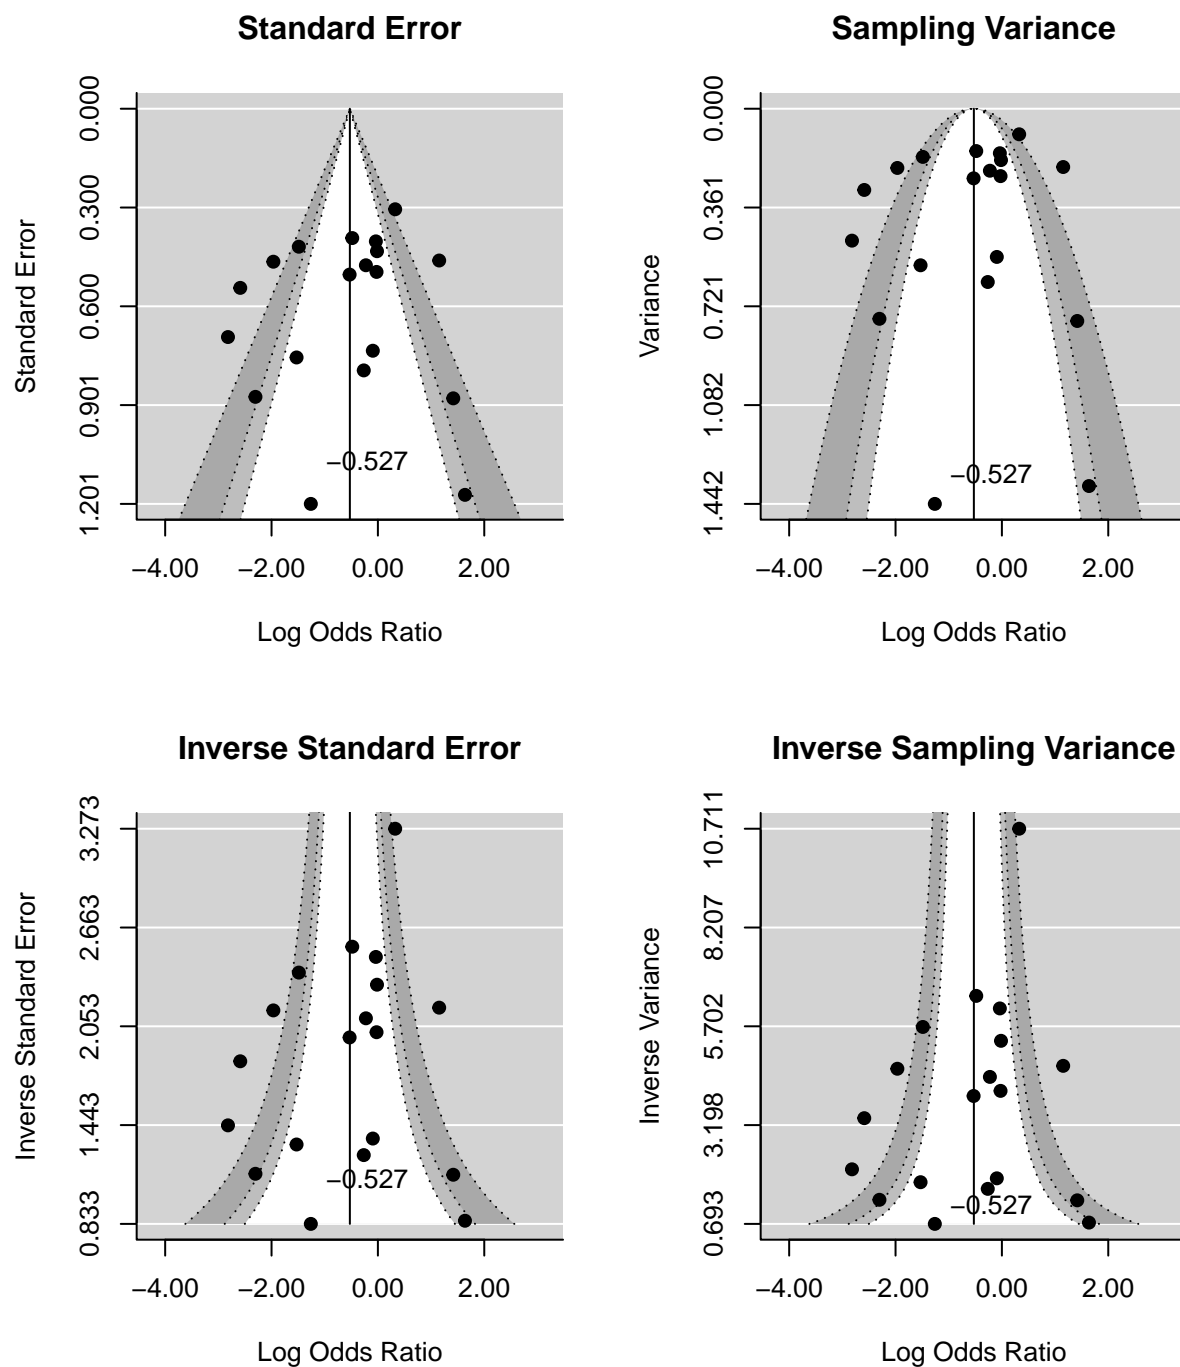 Standard Error
Standard Error
0.000
0.300
0.600
0.901
1.201
−0.527
−4.00 −2.00 0.00 2.00
Log Odds Ratio
Sampling Variance
Variance
0.000
0.361
0.721
1.082
1.442
−0.527
−4.00 −2.00 0.00 2.00
Log Odds Ratio
Inverse Standard Error
Inverse Standard Error
3.273
2.663
2.053
1.443
0.833
−0.527
−4.00 −2.00 0.00 2.00
Log Odds Ratio
Inverse Sampling Variance
Inverse Variance
10.711
8.207
5.702
3.198
0.693
−0.527
−4.00 −2.00 0.00 2.00
Log Odds Ratio